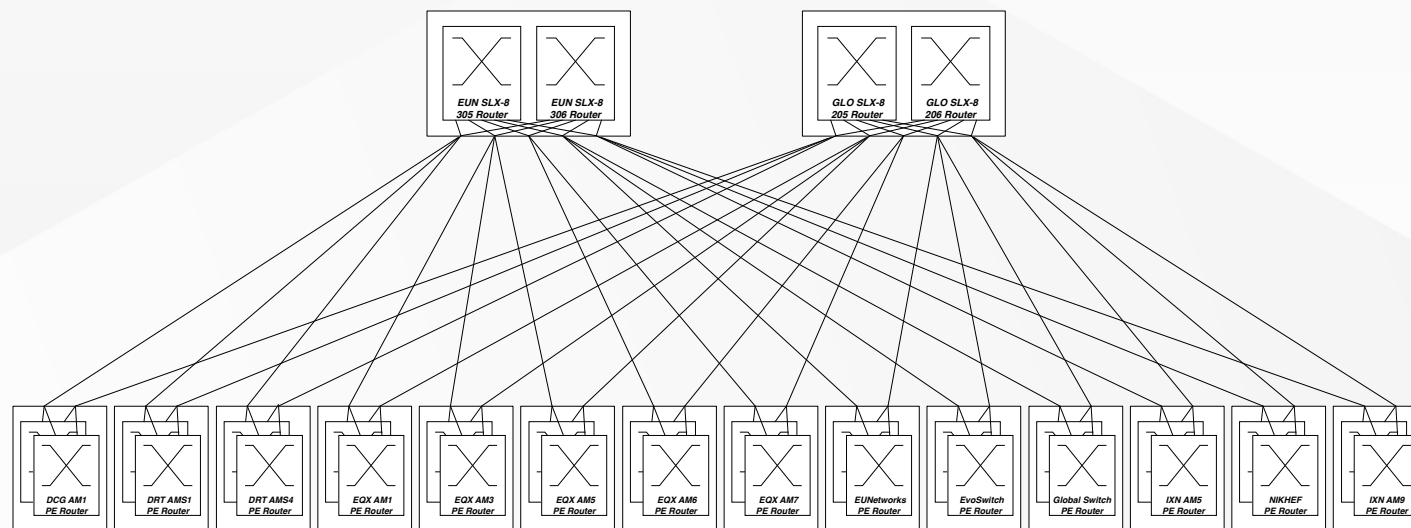 EUN SLX-8
305 Router
EUN SLX-8
306 Router
GLO SLX-8
205 Router
GLO SLX-8
206 Router
DCG AM1
PE Router
DRT AMS1
PE Router
DRT AMS4
PE Router
EQX AM1
PE Router
EQX AM3
PE Router
EQX AM5
PE Router
EQX AM6
PE Router
EQX AM7
PE Router
EUNetworks
PE Router
EvoSwitch
PE Router
Global Switch
PE Router
IXN AM5
PE Router
NIKHEF
PE Router
IXN AM9
PE Router